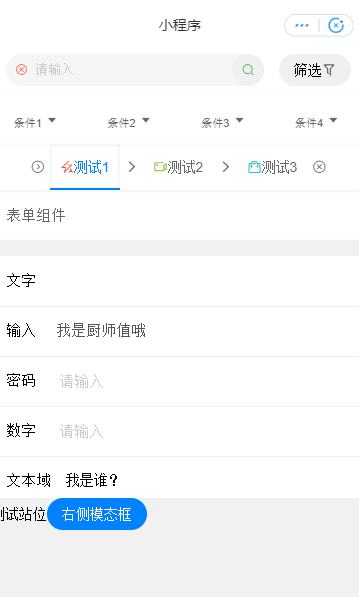 小程序
请输入
筛选
条件1 条件2 条件3 条件4
测试1 测试2 测试3
表单组件
文字
输入 我是厨师值哦
密码 请输入
数字 请输入
文本域 我是谁?
测试站位 右侧模态框